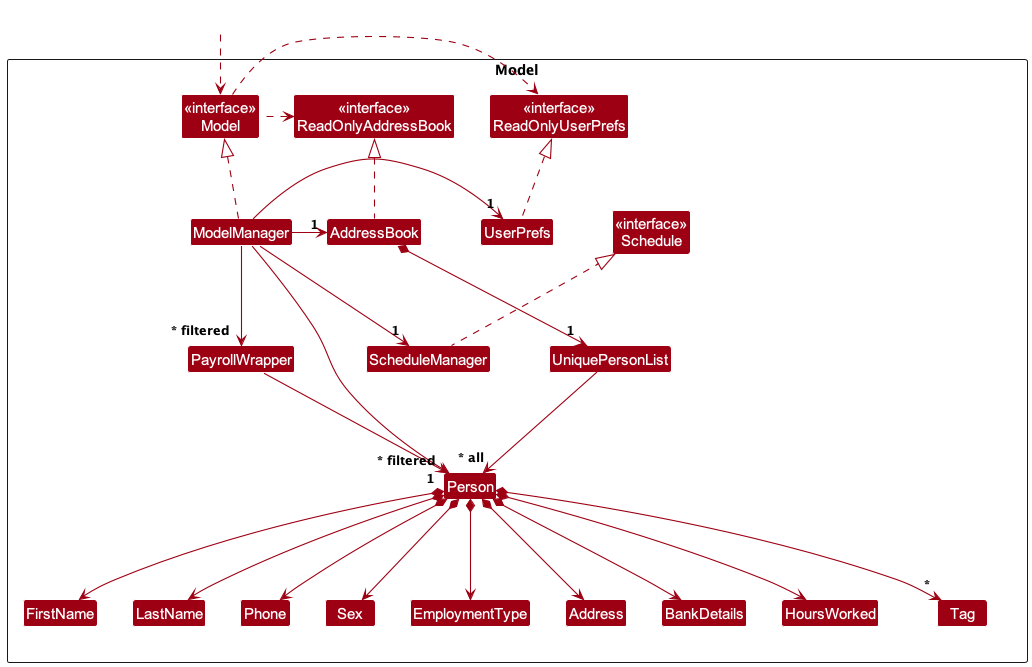 Model
«interface»
Model
«interface»
ReadOnlyAddressBook
«interface»
ReadOnlyUserPrefs
1
1
«interface»
Schedule
ModelManager
AddressBook
UserPrefs
* filtered
1
1
PayrollWrapper
ScheduleManager
UniquePersonList
* filtered
* all
1
Person
*
FirstName
LastName
Phone
Sex
EmploymentType
Address
BankDetails
HoursWorked
Tag